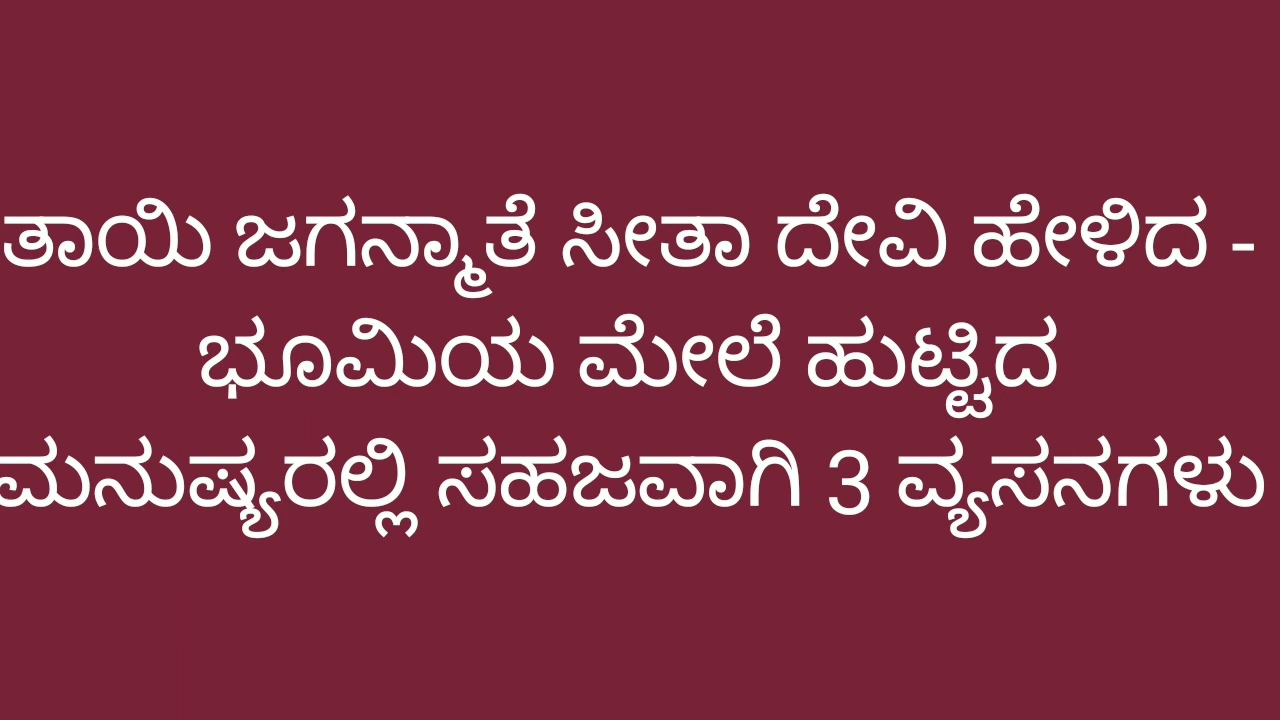 ತಾಯಿ ಜಗನ್ಮಾತೆ ಸೀತಾ ದೇವಿ ಹೇಳಿದ -
ಭೂಮಿಯ ಮೇಲೆ ಹುಟ್ಟಿದ
ಮನುಷ್ಯರಲ್ಲಿ ಸಹಜವಾಗಿ 3 ವ್ಯಸನಗಳು